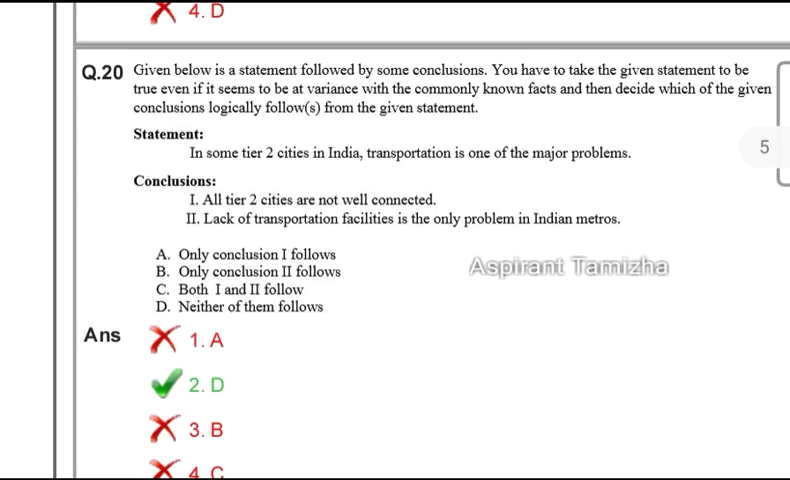 4. D
Q.20 Given below is a statement followed by some conclusions. You have to take the given statement to be
true even if it seems to be at variance with the commonly known facts and then decide which of the given
conclusions logically follow(s) from the given statement.
Statement:
In some tier 2 cities in India, transportation is one of the major problems.
5
Conclusions:
I. All tier 2 cities are not well connected.
II. Lack of transportation facilities is the only problem in Indian metros.
A. Only conclusion I follows
B. Only conclusion II follows
C. Both I and II follow
D. Neither of them follows
Aspirant Tamizha
Ans
1. A
2. D
3. B
4. C